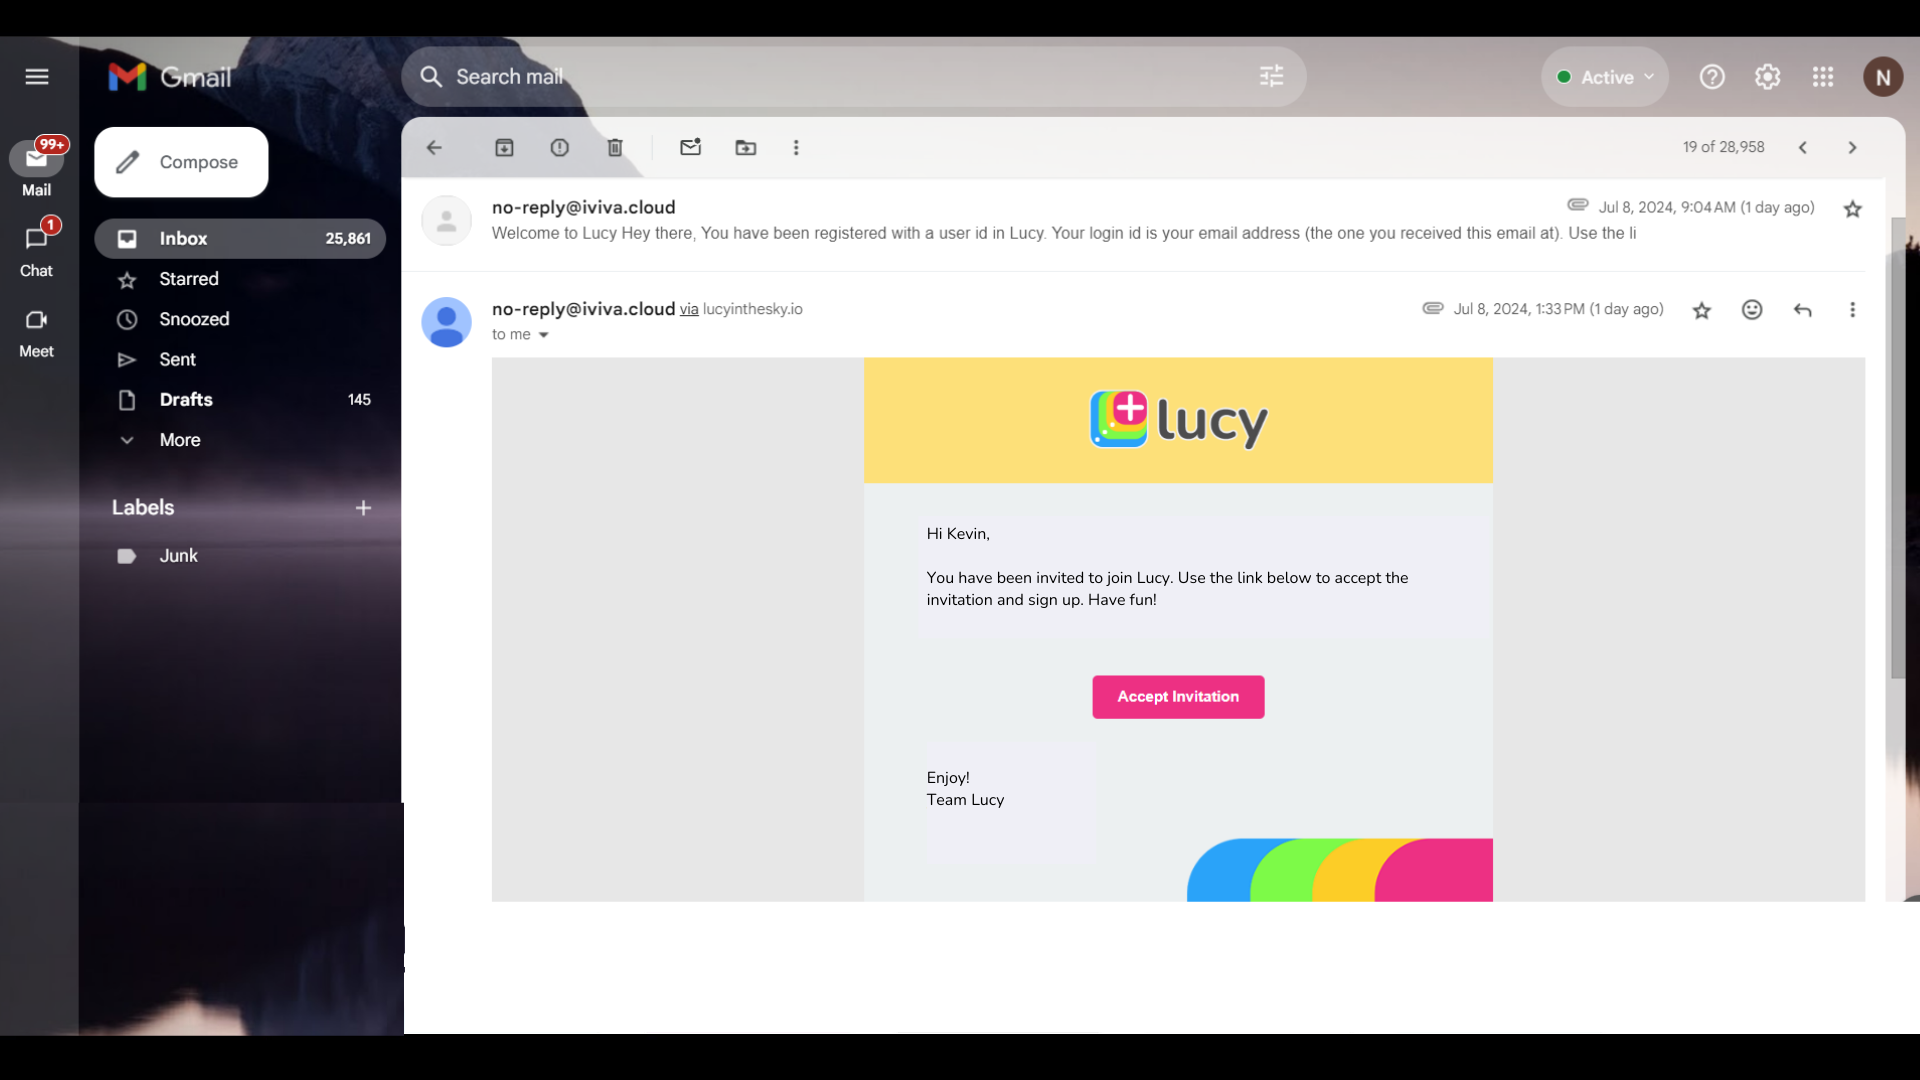 Gmail
Search mail
Active
N
99+
Mail
Compose
19 of 28,958
1
Chat
Meet
Inbox 25,861
Starred
Snoozed
Sent
Drafts 145
More
Labels
Junk
no-reply@iviva.cloud
Jul 8, 2024, 9:04 AM (1 day ago)
Welcome to Lucy Hey there, You have been registered with a user id in Lucy. Your login id is your email address (the one you received this email at). Use the li
no-reply@iviva.cloud via lucyinthesky.io
Jul 8, 2024, 1:33 PM (1 day ago)
to me
lucy
Hi Kevin,
You have been invited to join Lucy. Use the link below to accept the
invitation and sign up. Have fun!
Accept Invitation
Enjoy!
Team Lucy